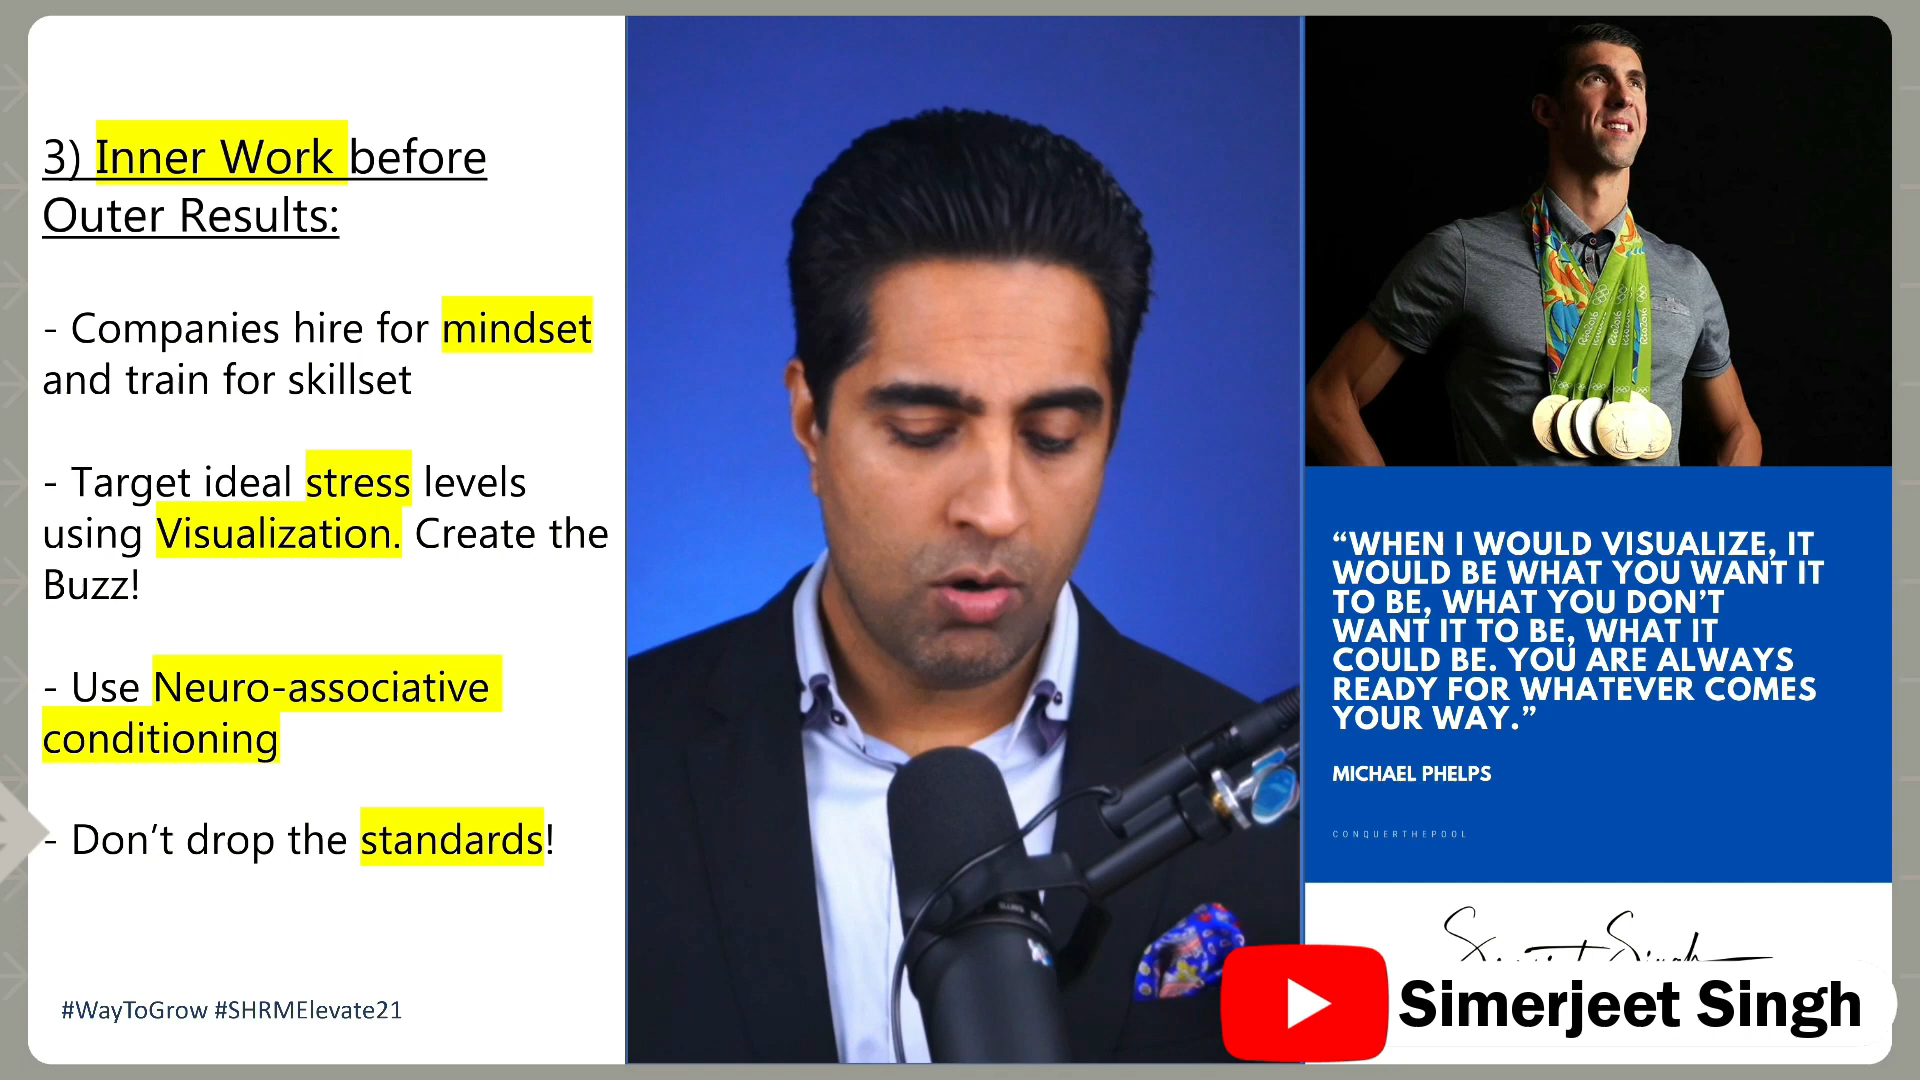 3) Inner Work before
Outer Results:
- Companies hire for mindset
and train for skillset
- Target ideal stress levels
using Visualization. Create the
Buzz!
- Use Neuro-associative
conditioning
- Don’t drop the standards!
#WayToGrow #SHRMElevate21
“WHEN I WOULD VISUALIZE, IT
WOULD BE WHAT YOU WANT IT
TO BE, WHAT YOU DON’T
WANT IT TO BE, WHAT IT
COULD BE. YOU ARE ALWAYS
READY FOR WHATEVER COMES
YOUR WAY.”
MICHAEL PHELPS
CONQUERTHEPOOL
Simerjeet Singh